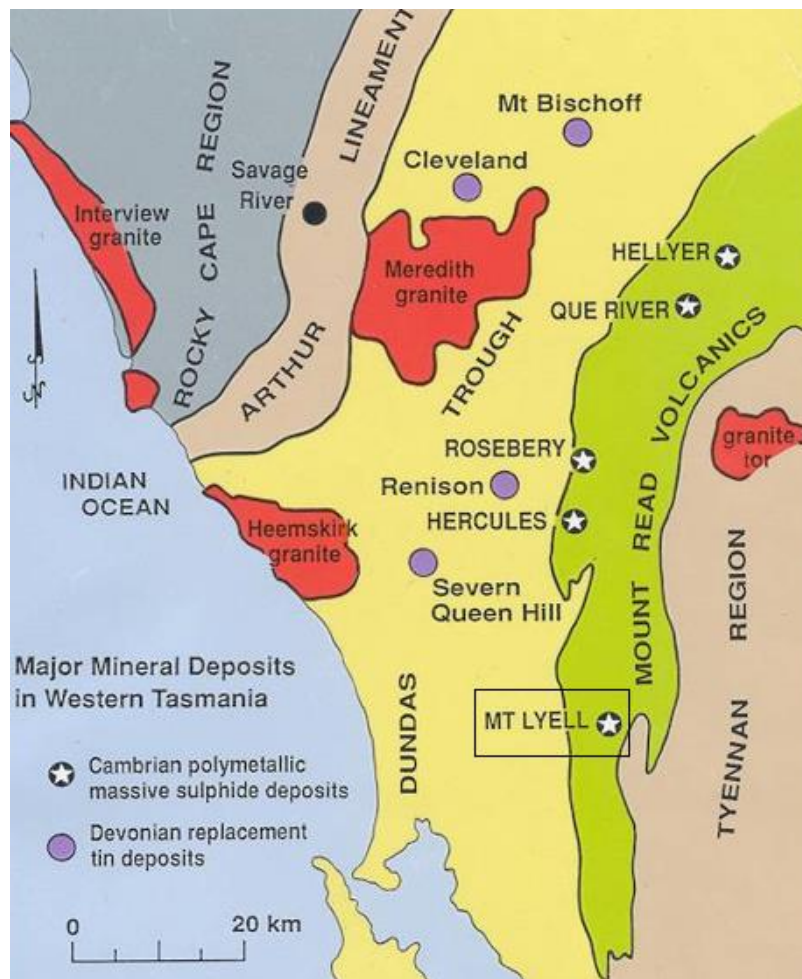 LINEAMENT
Mt Bischoff
ROCKY CAPE REGION
Cleveland
Savage
River
Interview
granite
Meredith
granite
HELLYER
QUE RIVER
ARTHUR
TROUGH
MOUNT READ VOLCANICS
granite
tor
ROSEBERY
INDIAN
OCEAN
Renison
HERCULES
Heemskirk
granite
Severn
Queen Hill
TYENNAN REGION
Major Mineral Deposits
in Western Tasmania
DUNDAS
MT LYELL
Cambrian polymetallic
massive sulphide deposits
Devonian replacement
tin deposits
0 20 km